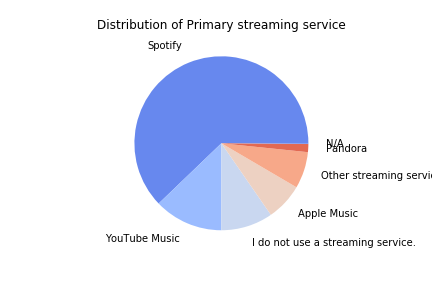 Distribution of Primary streaming service
Spotify
N/A
Pandora
Other streaming servic
Apple Music
I do not use a streaming service.
YouTube Music